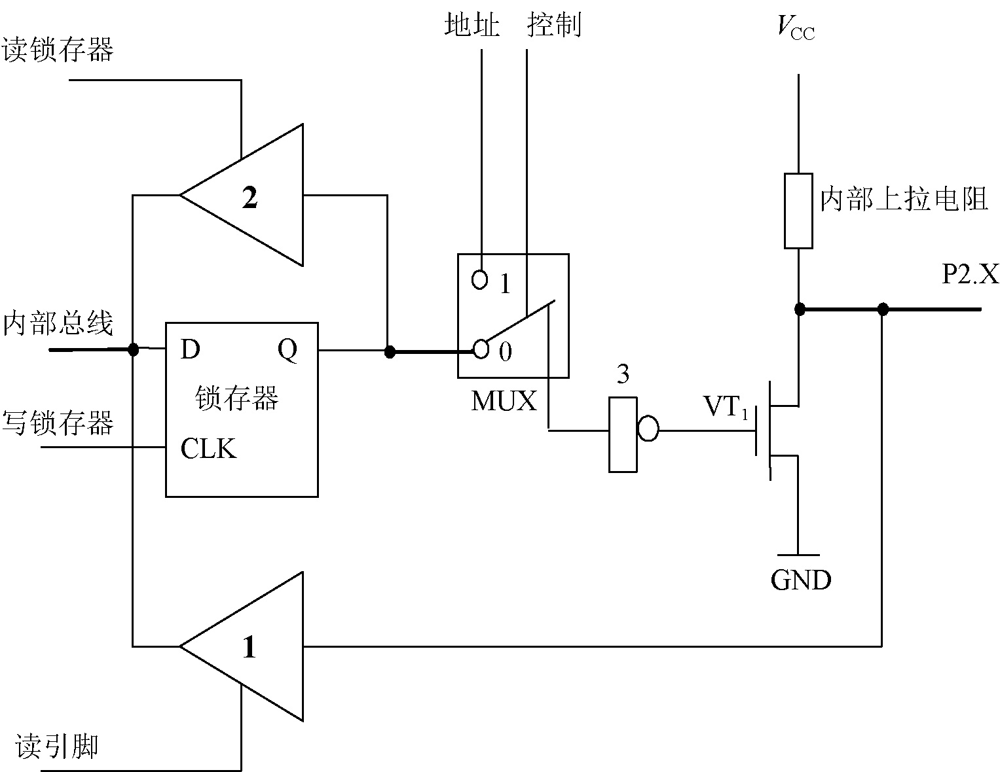 地址 控制
V_CC
读锁存器
2
内部上拉电阻
P2.X
1
内部总线
D Q
0
锁存器
MUX
3
VT₁
写锁存器
CLK
GND
1
读引脚